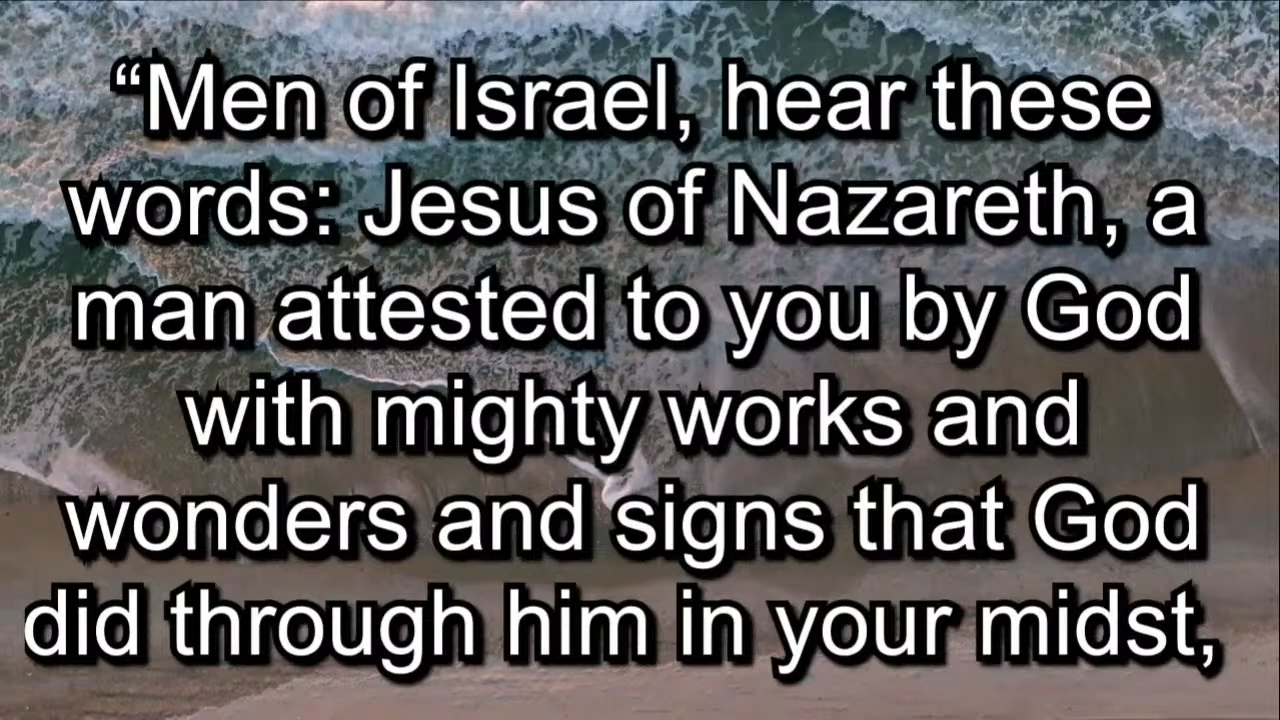 “Men of Israel, hear these
words: Jesus of Nazareth, a
man attested to you by God
with mighty works and
wonders and signs that God
did through him in your midst,